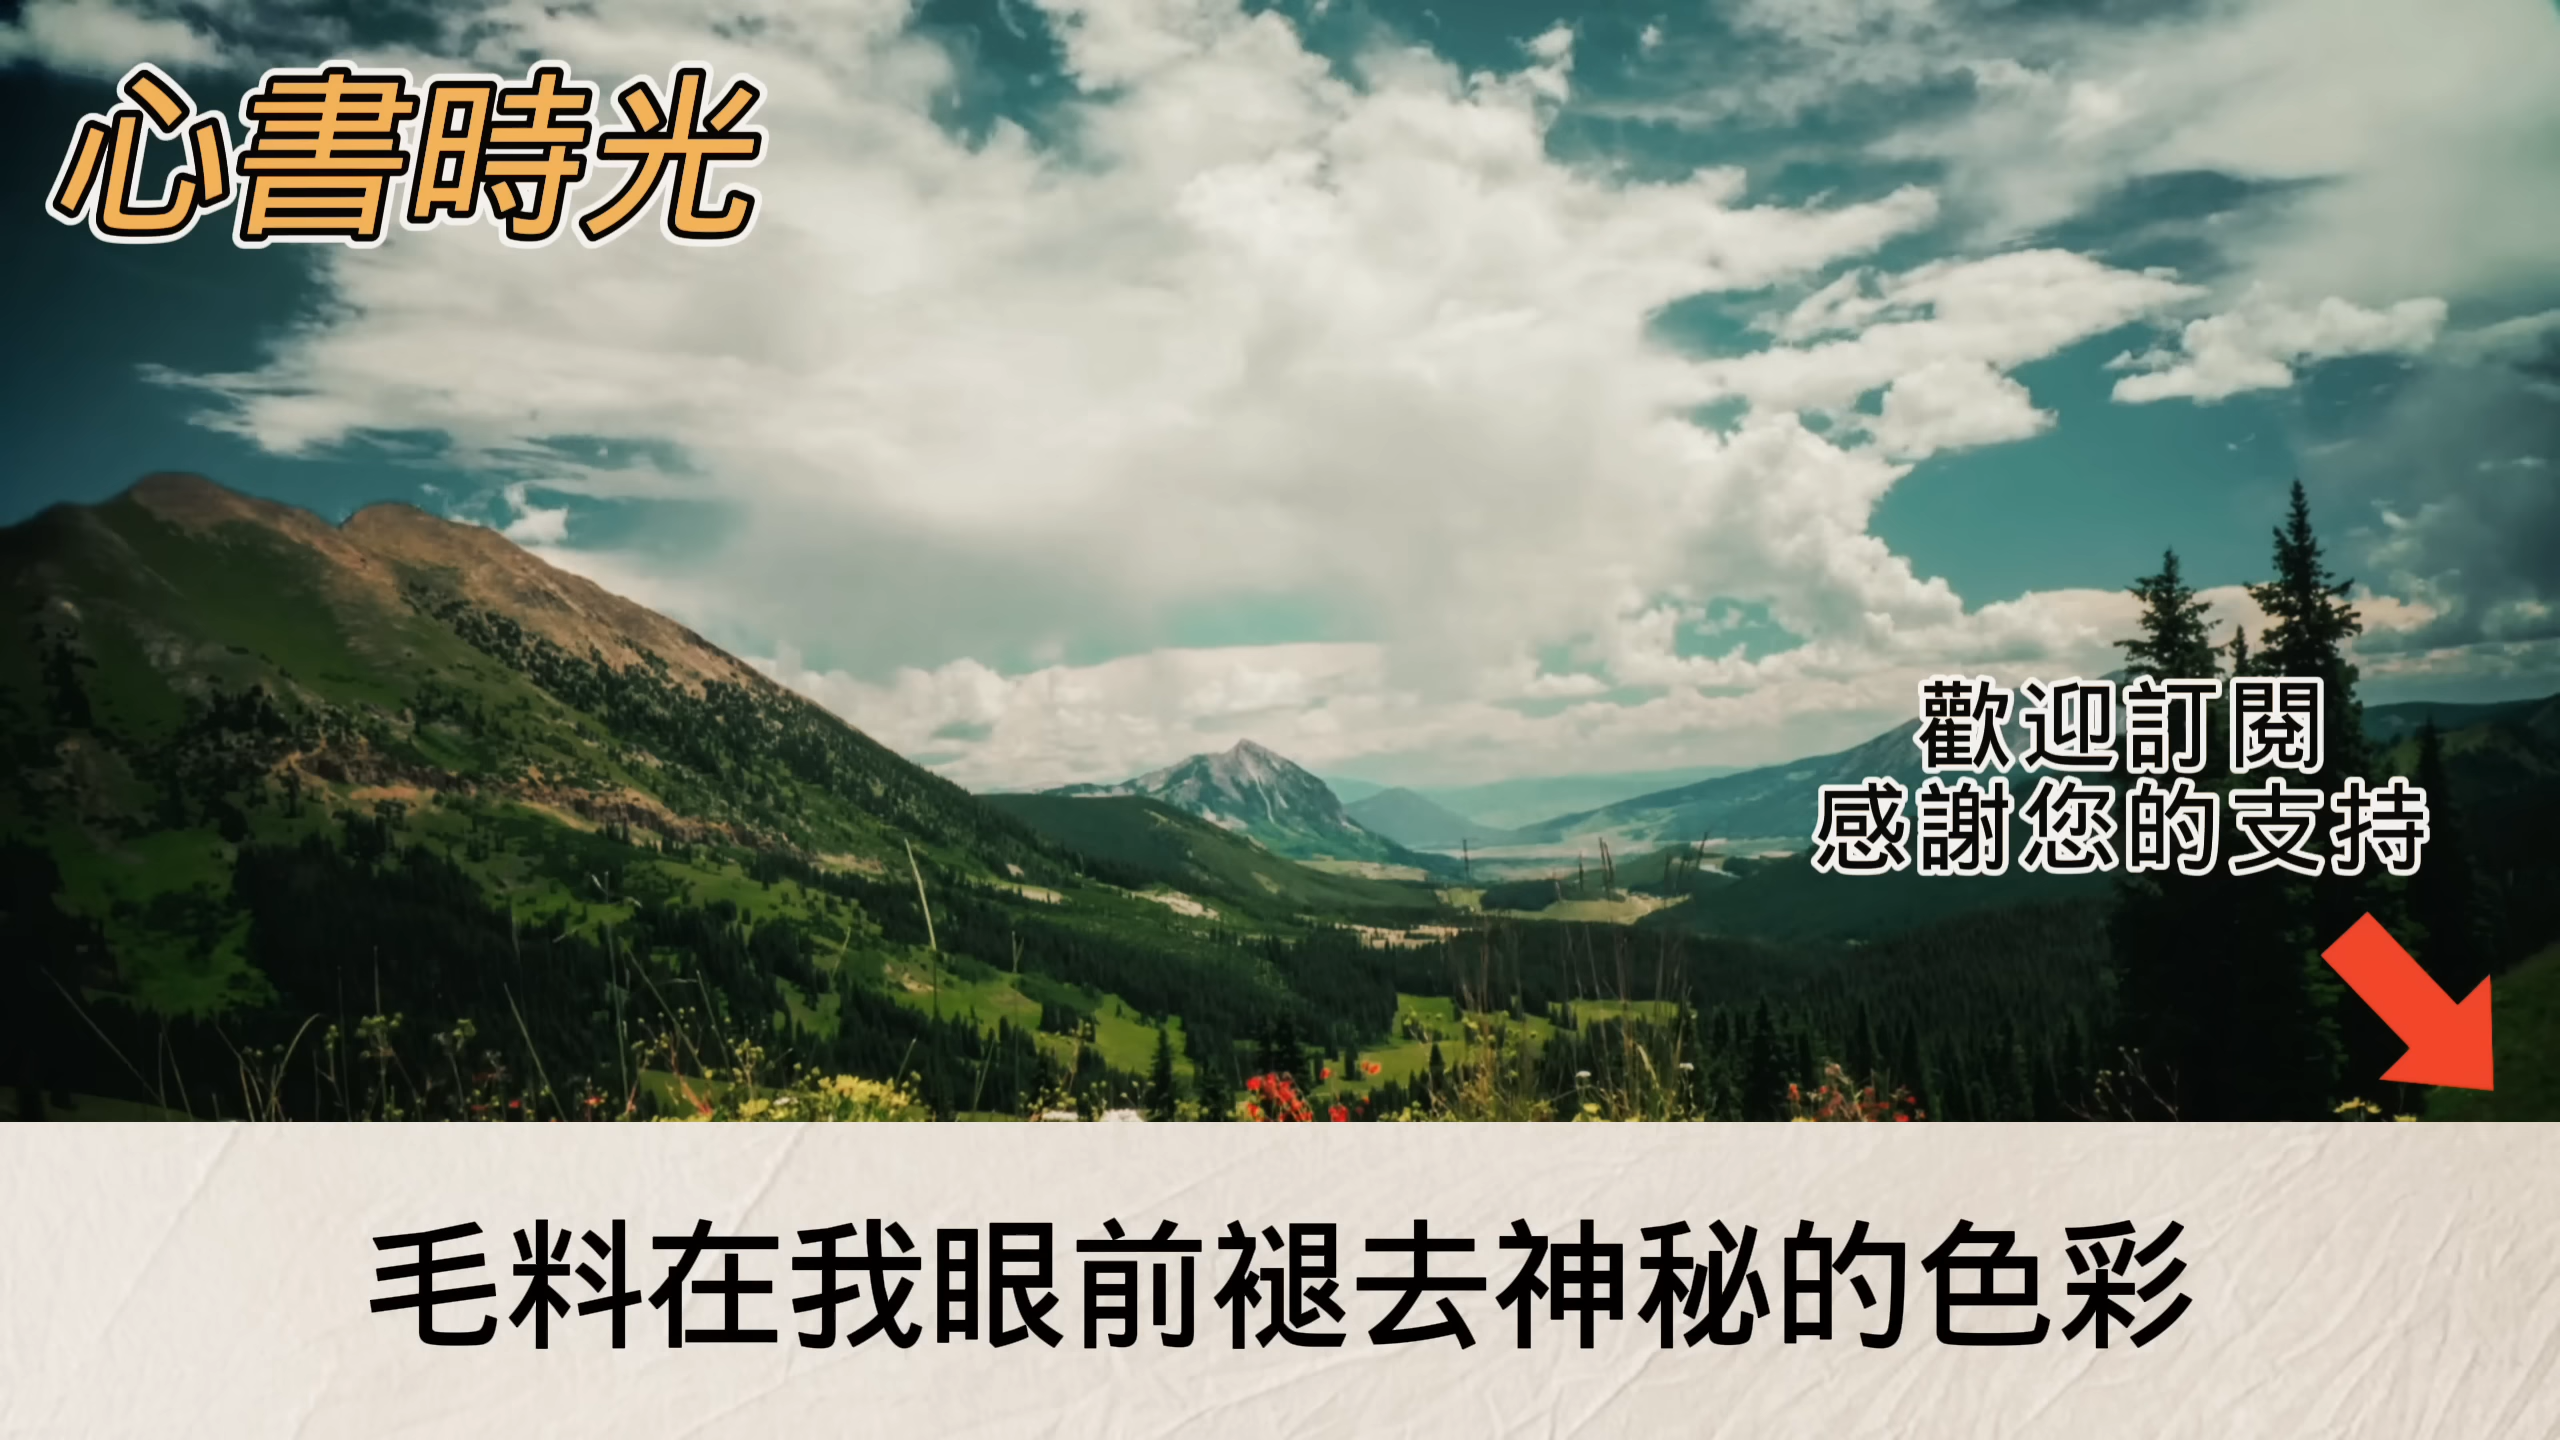 心書時光
歡迎訂閱
感謝您的支持
毛料在我眼前褪去神秘的色彩